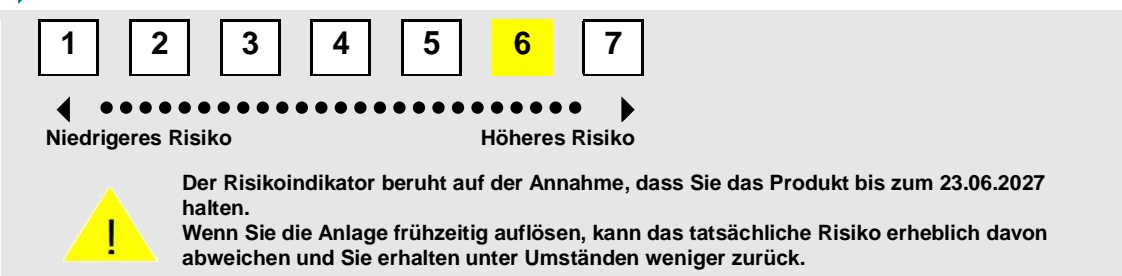 1 2 3 4 5 6 7
Niedrigeres Risiko Höheres Risiko
Der Risikoindikator beruht auf der Annahme, dass Sie das Produkt bis zum 23.06.2027
halten.
! Wenn Sie die Anlage frühzeitig auflösen, kann das tatsächliche Risiko erheblich davon
abweichen und Sie erhalten unter Umständen weniger zurück.